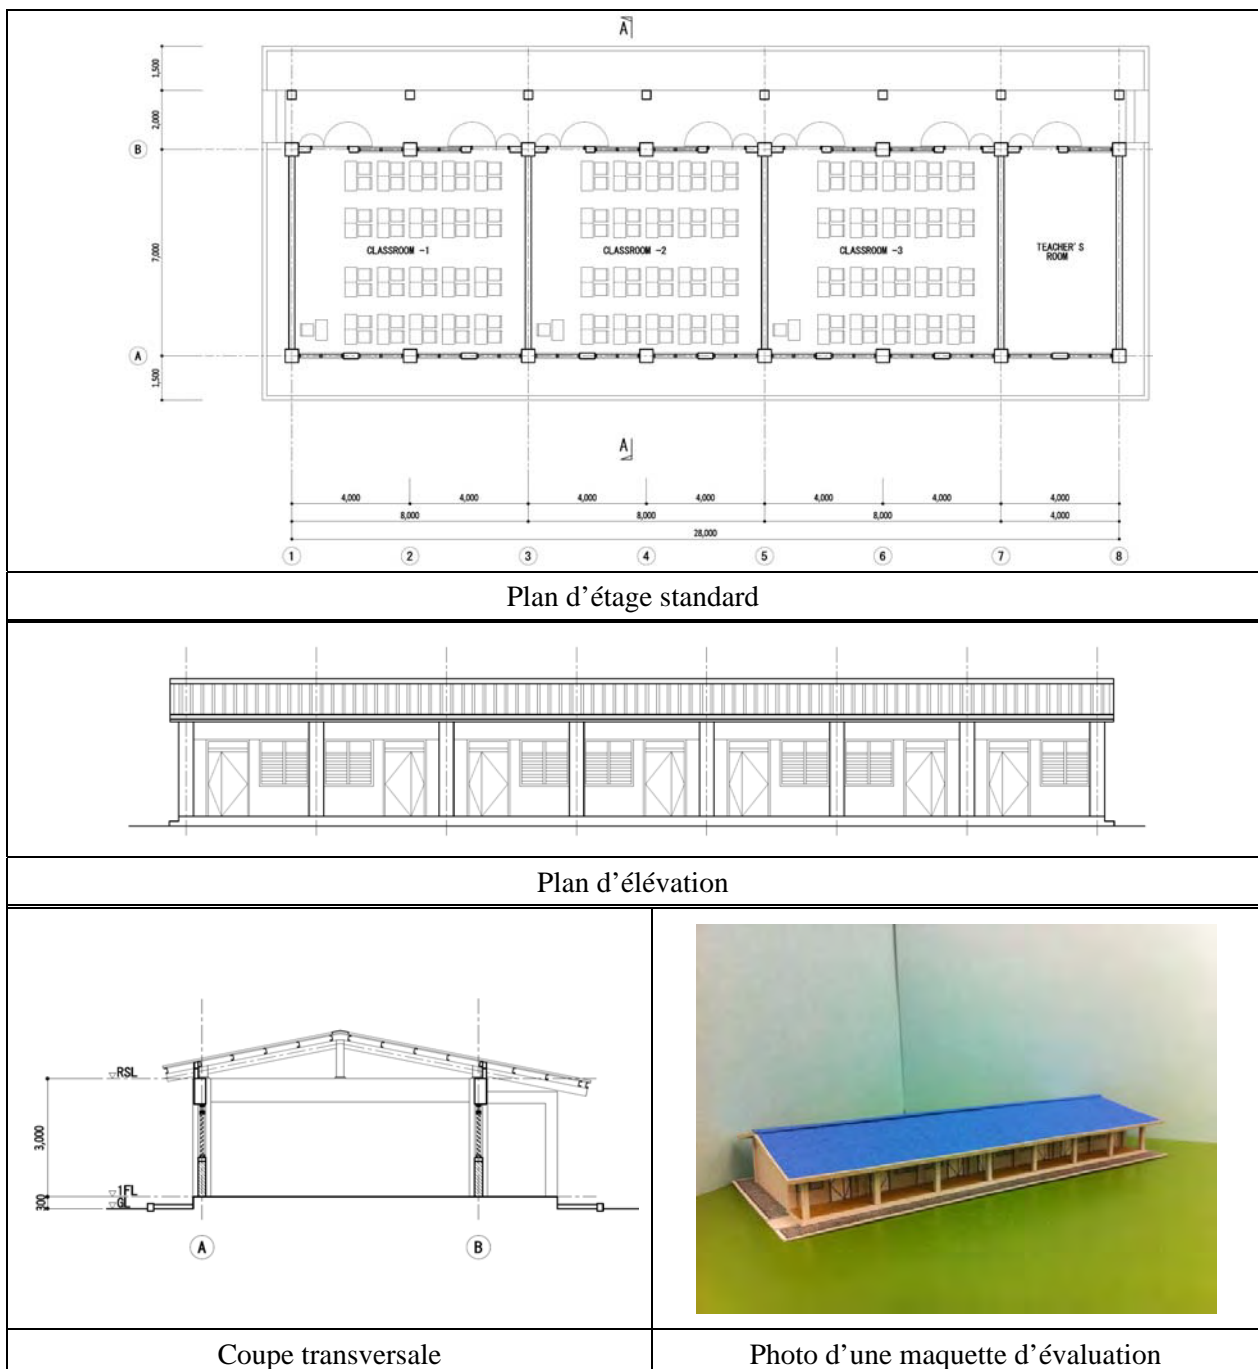 A
1,500
2,000
B
7,000
CLASSROOM -1
CLASSROOM -2
CLASSROOM -3
TEACHER'S
ROOM
A
1,500
A
4,000 4,000 4,000 4,000 4,000 4,000 4,000
8,000 8,000 8,000 4,000
28,000
1 2 3 4 5 6 7 8
Plan d'étage standard
Plan d'élévation
RSL
3,000
1FL
300
GL
A B
Coupe transversale
Photo d'une maquette d'évaluation